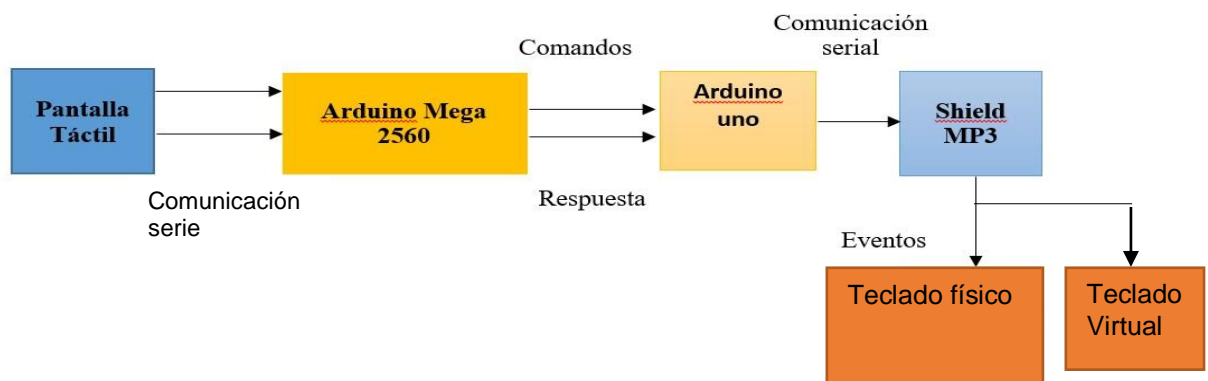 Comunicación
serial
Comandos
Pantalla
Táctil
Arduino Mega
2560
Arduino
uno
Shield
MP3
Comunicación
serie
Respuesta
Eventos
Teclado físico
Teclado
Virtual